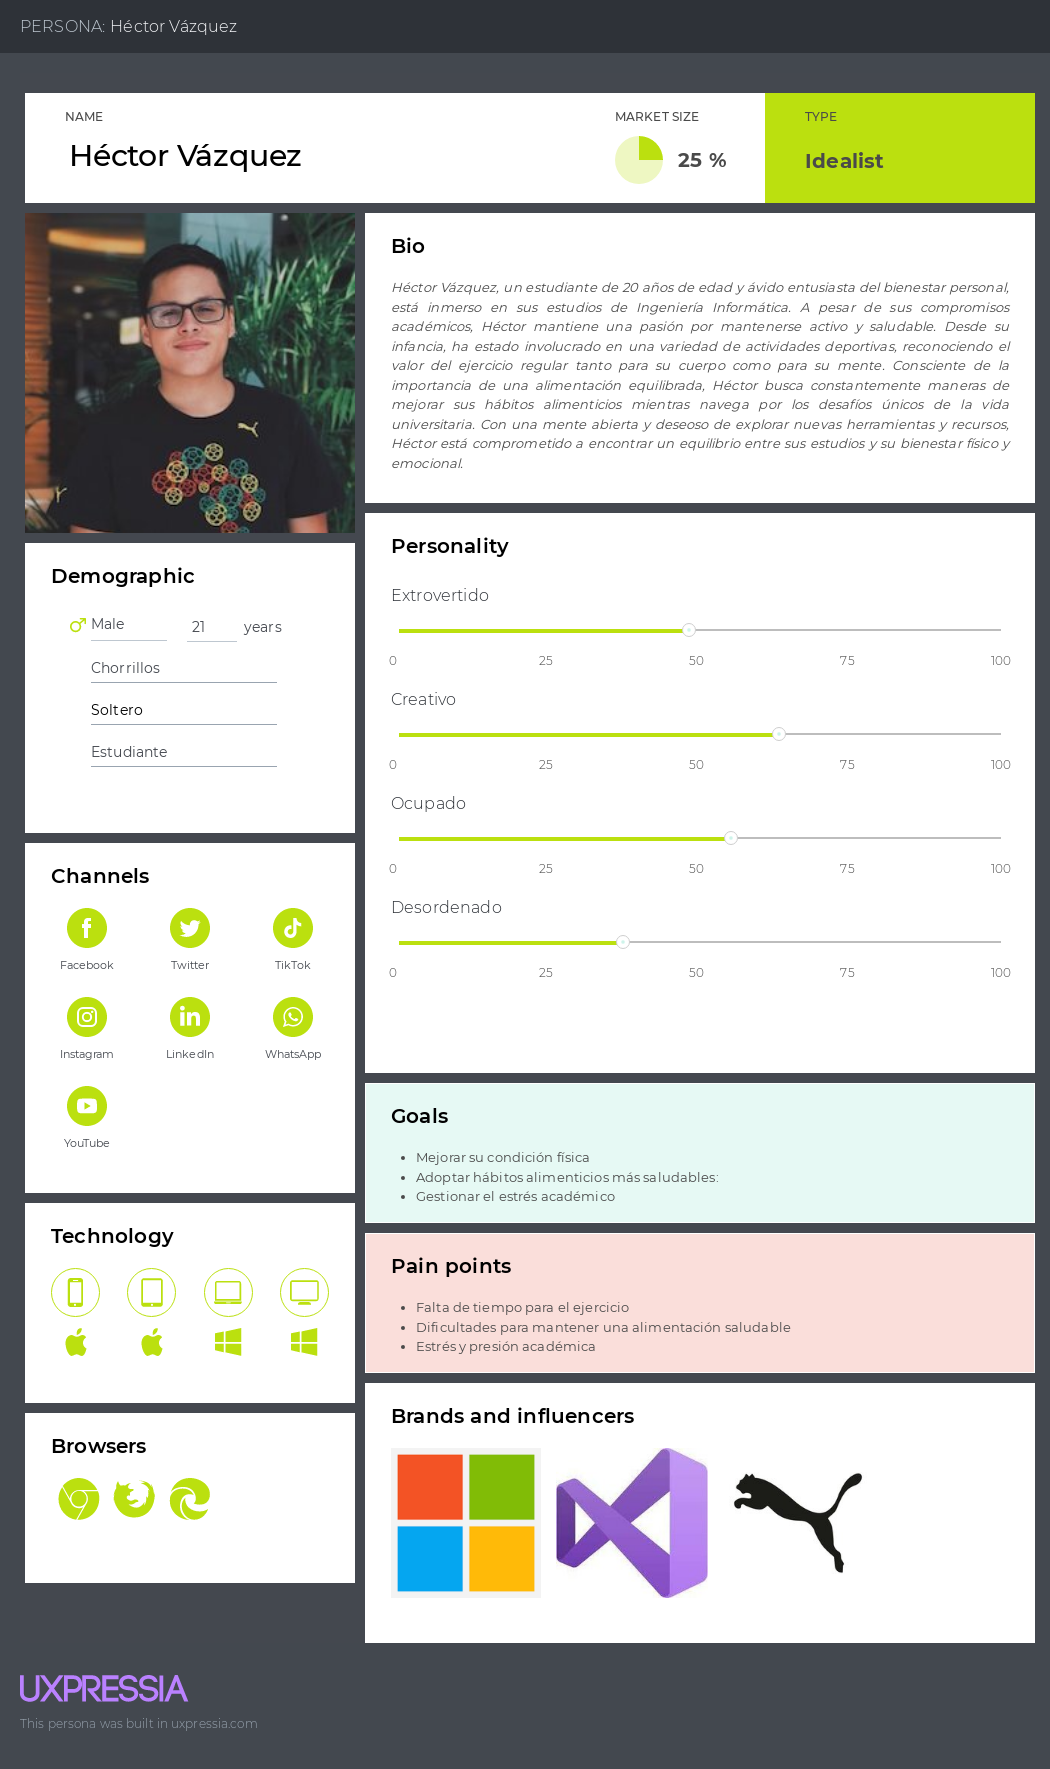 PERSONA: Héctor Vázquez
NAME
Héctor Vázquez
MARKET SIZE
25 %
TYPE
Idealist
Bio
Héctor Vázquez, un estudiante de 20 años de edad y ávido entusiasta del bienestar personal,
está inmerso en sus estudios de Ingeniería Informática. A pesar de sus compromisos
académicos, Héctor mantiene una pasión por mantenerse activo y saludable. Desde su
infancia, ha estado involucrado en una variedad de actividades deportivas, reconociendo el
valor del ejercicio regular tanto para su cuerpo como para su mente. Consciente de la
importancia de una alimentación equilibrada, Héctor busca constantemente maneras de
mejorar sus hábitos alimenticios mientras navega por los desafíos únicos de la vida
universitaria. Con una mente abierta y deseoso de explorar nuevas herramientas y recursos,
Héctor está comprometido a encontrar un equilibrio entre sus estudios y su bienestar físico y
emocional.
Demographic
Male 21 years
Chorrillos
Soltero
Estudiante
Channels
Facebook Twitter TikTok
Instagram LinkedIn WhatsApp
YouTube
Technology
Browsers
Personality
Extrovertido
0 25 50 75 100
Creativo
0 25 50 75 100
Ocupado
0 25 50 75 100
Desordenado
0 25 50 75 100
Goals
• Mejorar su condición física
• Adoptar hábitos alimenticios más saludables:
• Gestionar el estrés académico
Pain points
• Falta de tiempo para el ejercicio
• Dificultades para mantener una alimentación saludable
• Estrés y presión académica
Brands and influencers
UXPRESSIA
This persona was built in uxpressia.com